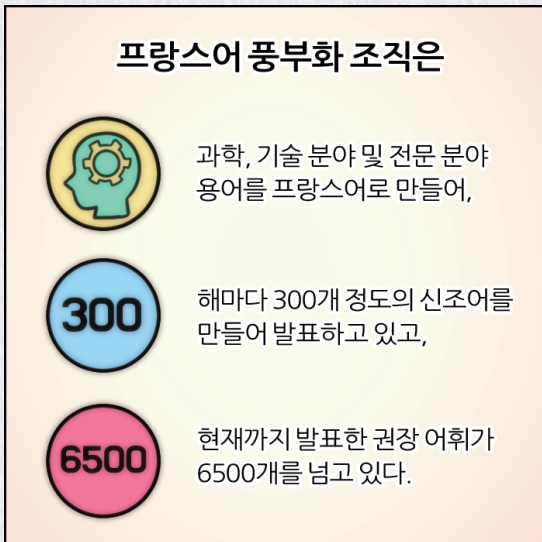 프랑스어 풍부화 조직은
과학, 기술 분야 및 전문 분야
용어를 프랑스어로 만들어,
300
해마다 300개 정도의 신조어를
만들어 발표하고 있고,
6500
현재까지 발표한 권장 어휘가
6500개를 넘고 있다.